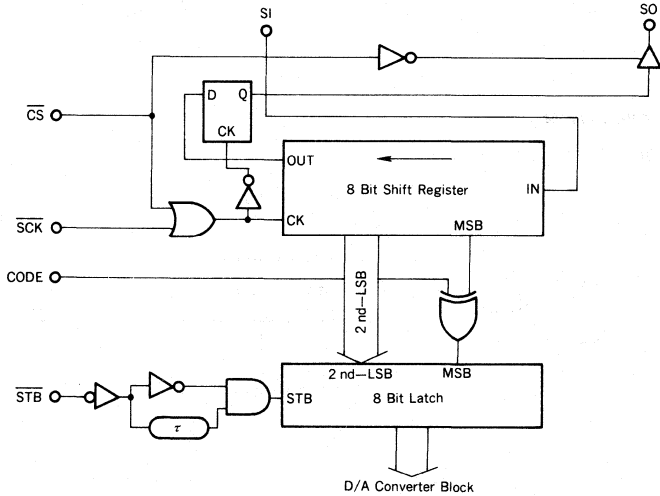 SI
SO
D Q
CK
CS
OUT
8 Bit Shift Register
IN
SCK
CK
MSB
CODE
2 nd-LSB
2 nd-LSB
MSB
STB
STB
8 Bit Latch
τ
D/A Converter Block